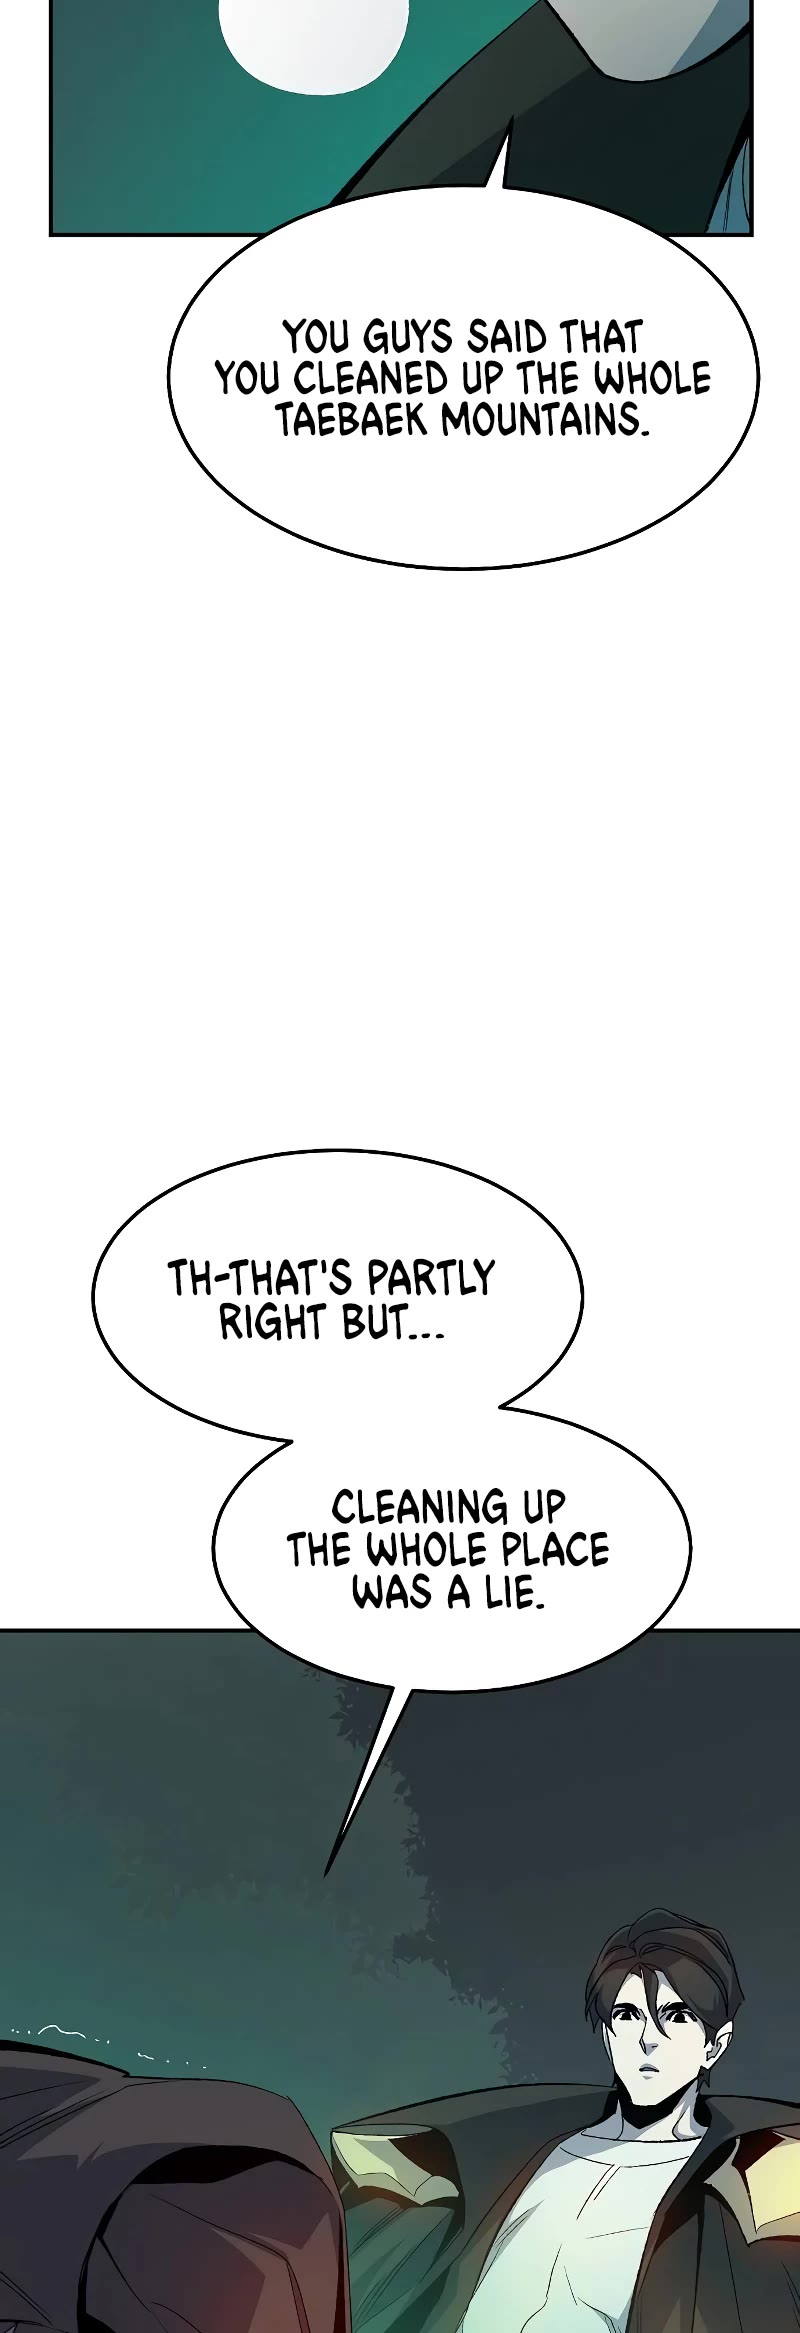 YOU GUYS SAID THAT
YOU CLEANED UP THE WHOLE
TAEBAEK MOUNTAINS.
TH-THAT'S PARTLY
RIGHT BUT...
CLEANING UP
THE WHOLE PLACE
WAS A LIE.